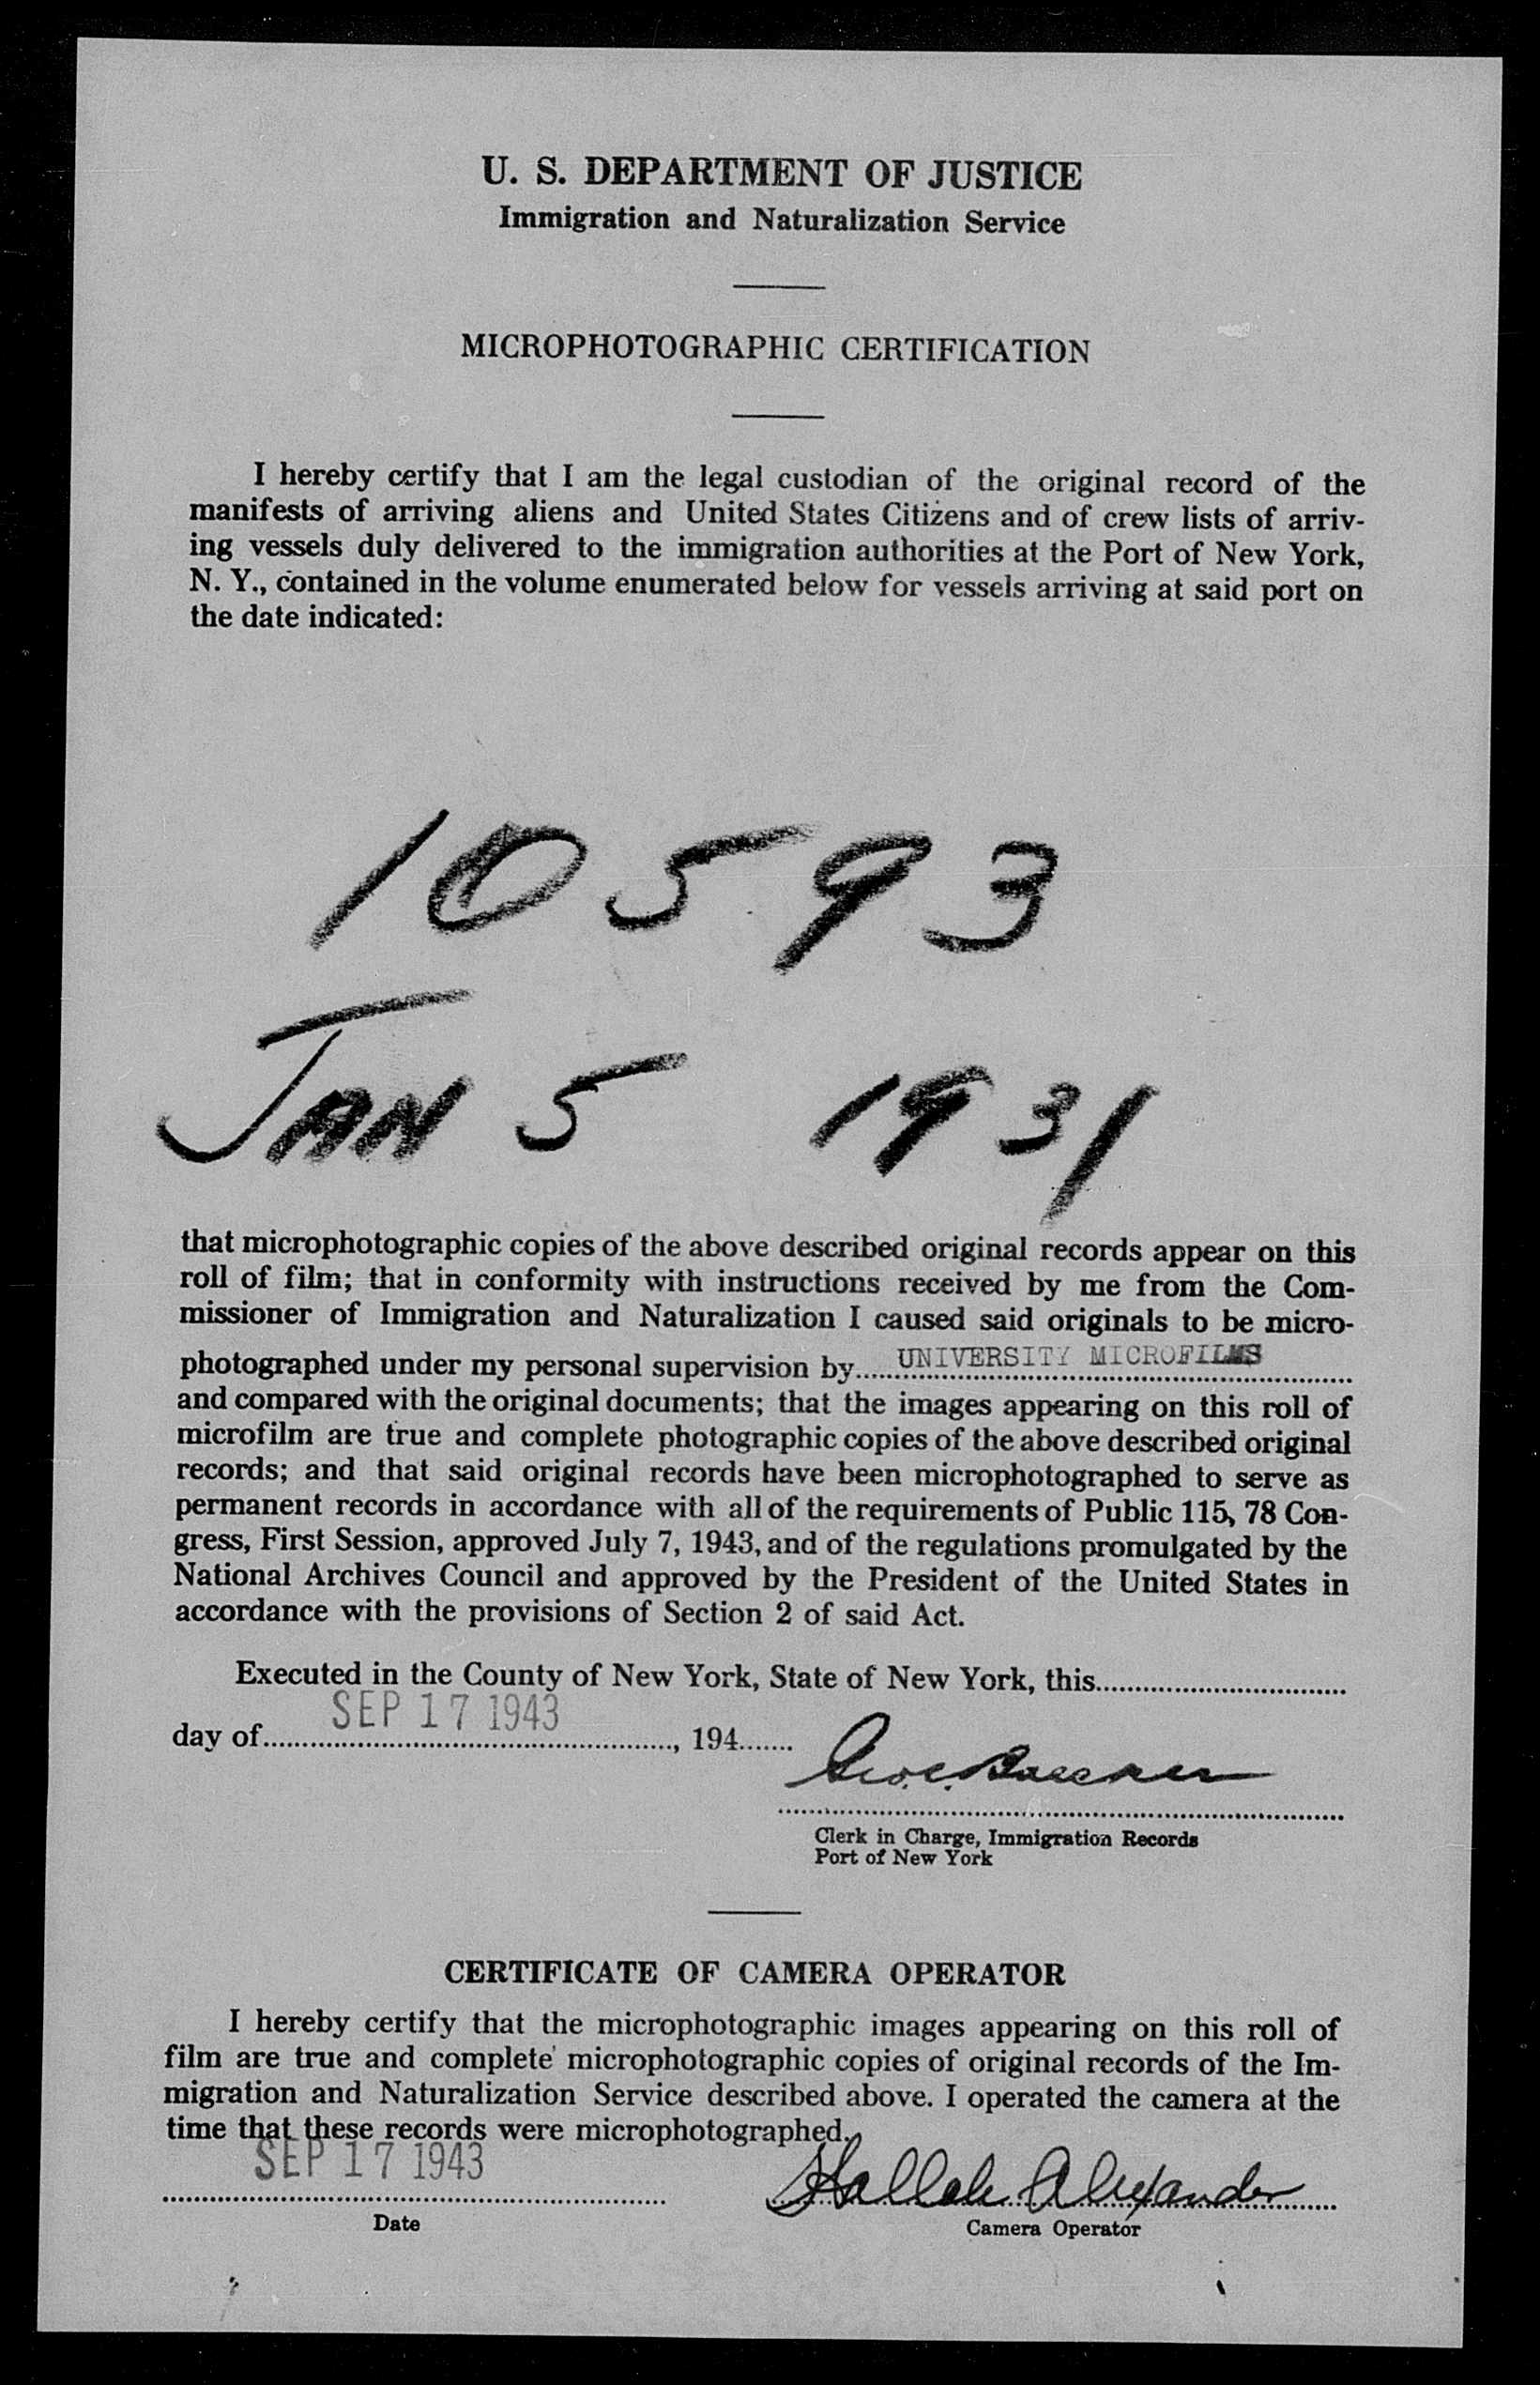 U. S. DEPARTMENT OF JUSTICE
Immigration and Naturalization Service
MICROPHOTOGRAPHIC CERTIFICATION
I hereby certify that I am the legal custodian of the original record of the
manifests of arriving aliens and United States Citizens and of crew lists of arriv-
ing vessels duly delivered to the immigration authorities at the Port of New York,
N. Y., contained in the volume enumerated below for vessels arriving at said port on
the date indicated:
10593
JAN 5 1931
that microphotographic copies of the above described original records appear on this
roll of film; that in conformity with instructions received by me from the Com-
missioner of Immigration and Naturalization I caused said originals to be micro-
photographed under my personal supervision by UNIVERSITY MICROFILMS
and compared with the original documents; that the images appearing on this roll of
microfilm are true and complete photographic copies of the above described original
records; and that said original records have been microphotographed to serve as
permanent records in accordance with all of the requirements of Public 115, 78 Con-
gress, First Session, approved July 7, 1943, and of the regulations promulgated by the
National Archives Council and approved by the President of the United States in
accordance with the provisions of Section 2 of said Act.
Executed in the County of New York, State of New York, this
SEP 17 1943
day of, 194
Geo. C.
Clerk in Charge, Immigration Records
Port of New York
CERTIFICATE OF CAMERA OPERATOR
I hereby certify that the microphotographic images appearing on this roll of
film are true and complete microphotographic copies of original records of the Im-
migration and Naturalization Service described above. I operated the camera at the
time that these records were microphotographed.
SEP 17 1943
Alexander
Date
Camera Operator